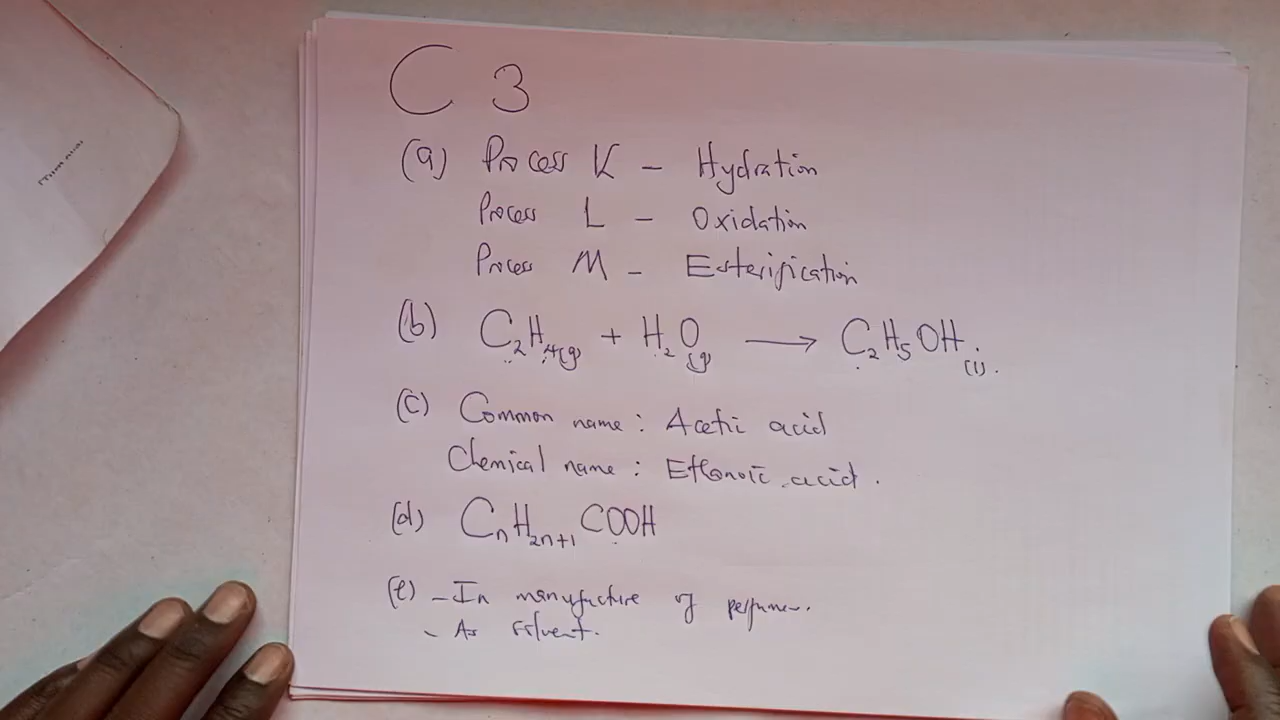 C 3
(a) Process K - Hydration
Process L - Oxidation
Process M - Esterification
(b) C₂H₄(g) + H₂O(g) ⟶ C₂H₅OH(l).
(c) Common name : Acetic acid
Chemical name : Ethanoic acid.
(d) CₙH₂ₙ₊₁COOH
(e) - In manufacture of perfumes.
- As solvent.